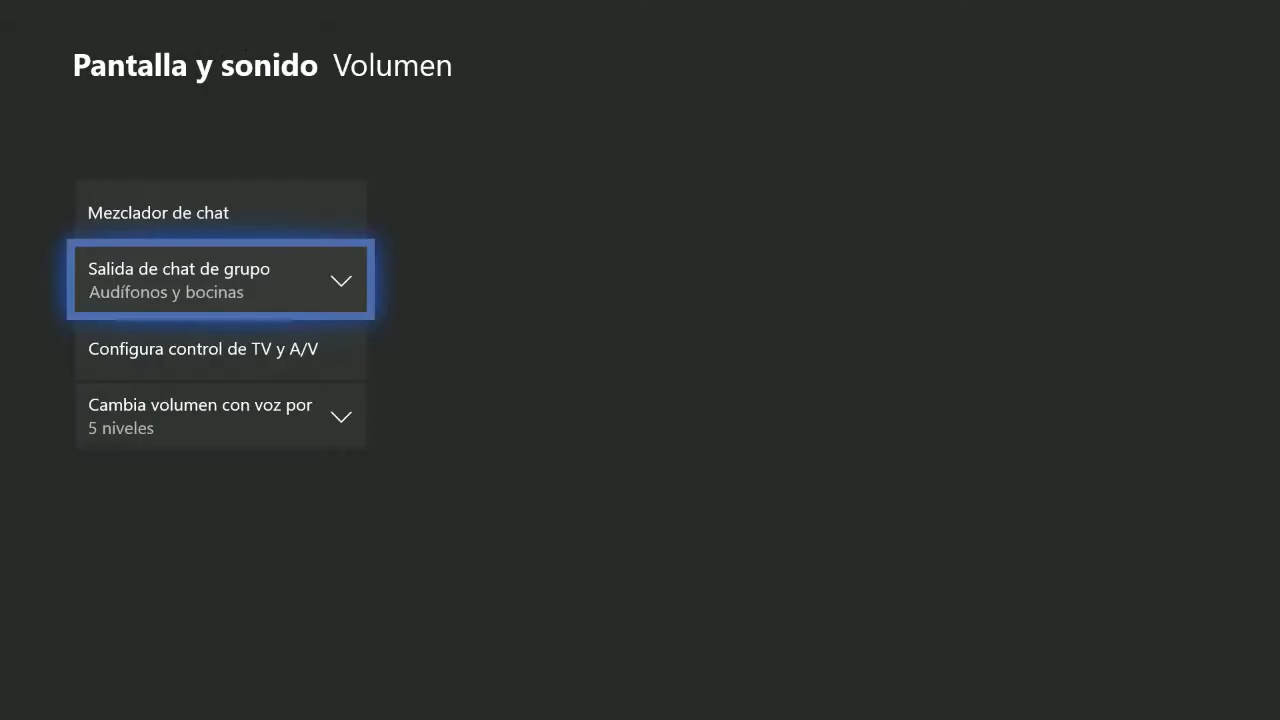 Pantalla y sonido Volumen
Mezclador de chat
Salida de chat de grupo
Audífonos y bocinas
Configura control de TV y A/V
Cambia volumen con voz por
5 niveles